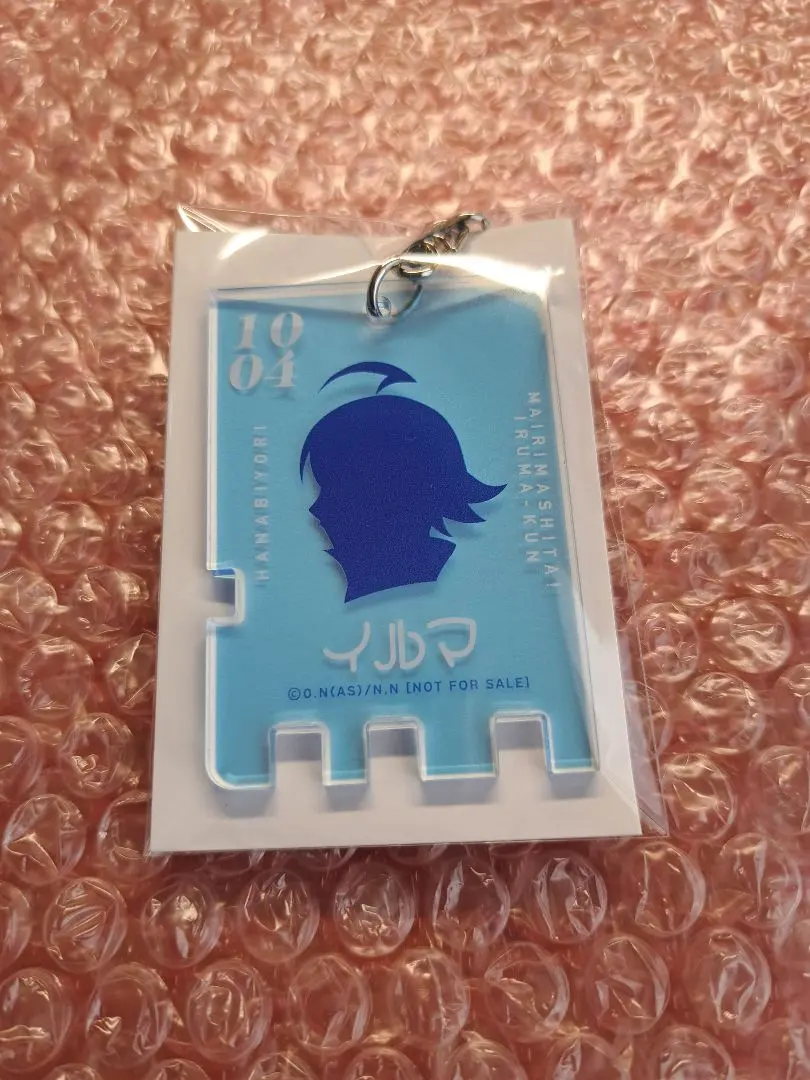 10
04
HANABIYORI
MAIRIMASHITA!
IRUMA-KUN
イルマ
©O.N(AS)/N.N [NOT FOR SALE]